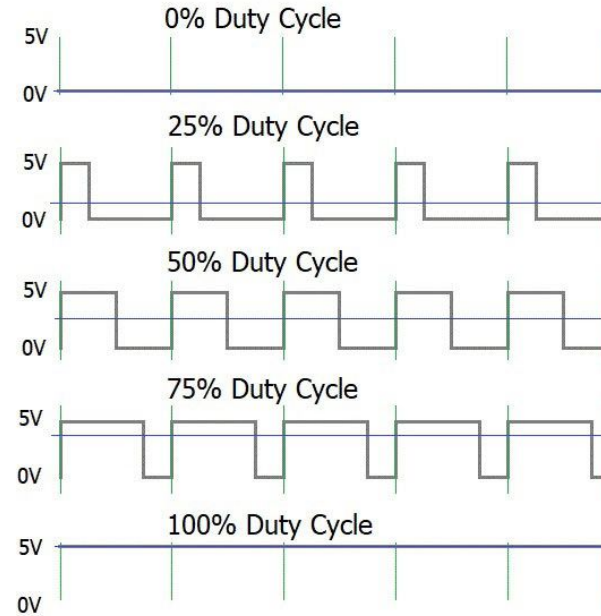 0% Duty Cycle
5V
0V
25% Duty Cycle
5V
0V
50% Duty Cycle
5V
0V
75% Duty Cycle
5V
0V
100% Duty Cycle
5V
0V